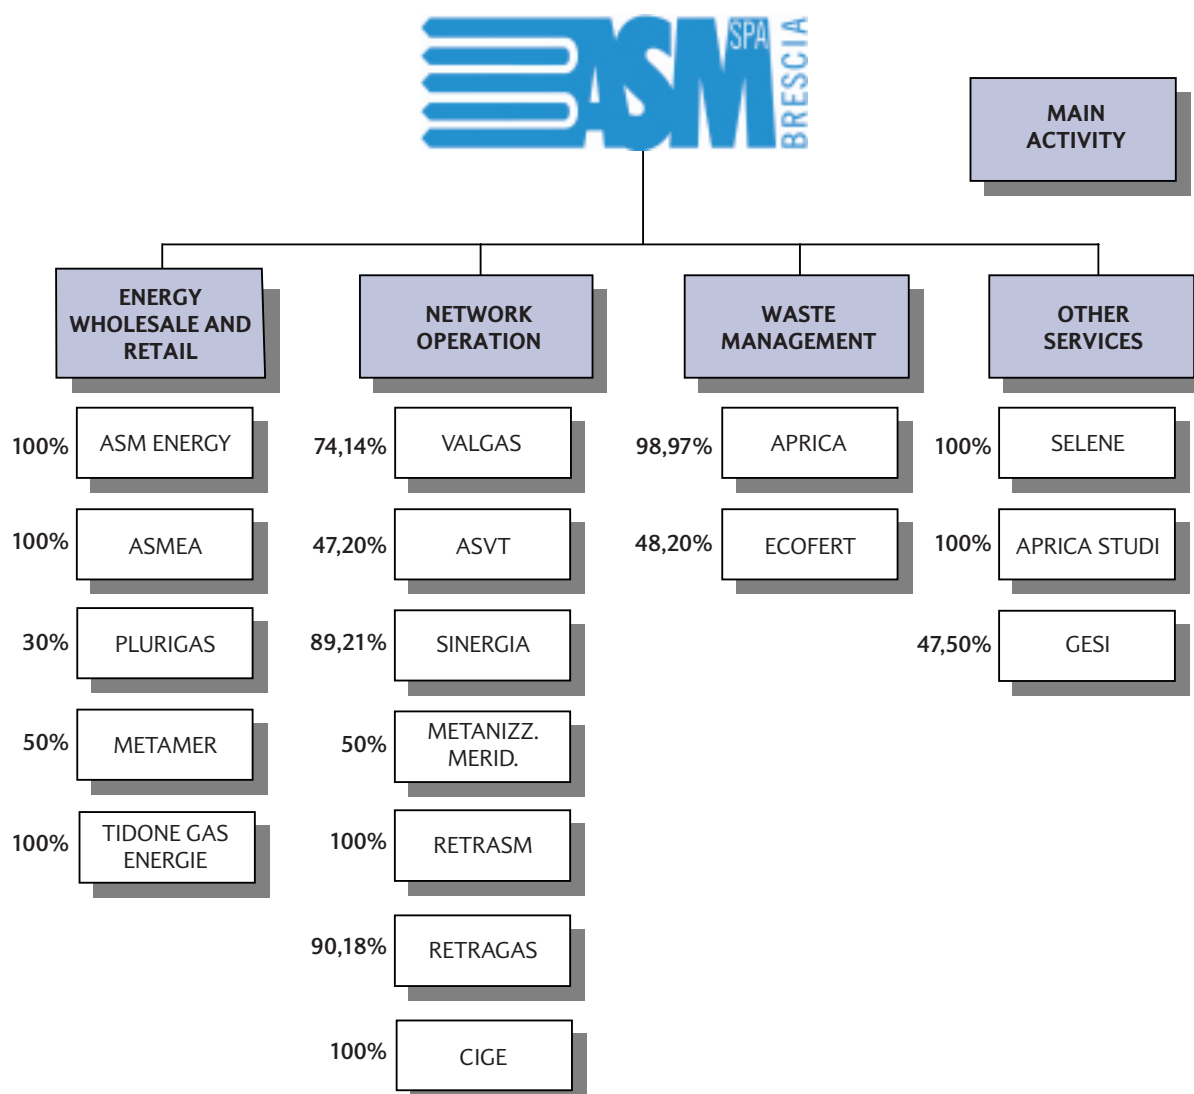 ASM
SPA
BRESCIA
MAIN
ACTIVITY
ENERGY
WHOLESALE AND
RETAIL
100%
ASM ENERGY
100%
ASMEA
30%
PLURIGAS
50%
METAMER
100%
TIDONE GAS
ENERGIE
NETWORK
OPERATION
74,14%
VALGAS
47,20%
ASVT
89,21%
SINERGIA
50%
METANIZZ.
MERID.
100%
RETRASM
90,18%
RETRAGAS
100%
CIGE
WASTE
MANAGEMENT
98,97%
APRICA
48,20%
ECOFERT
OTHER
SERVICES
100%
SELENE
100%
APRICA STUDI
47,50%
GESI